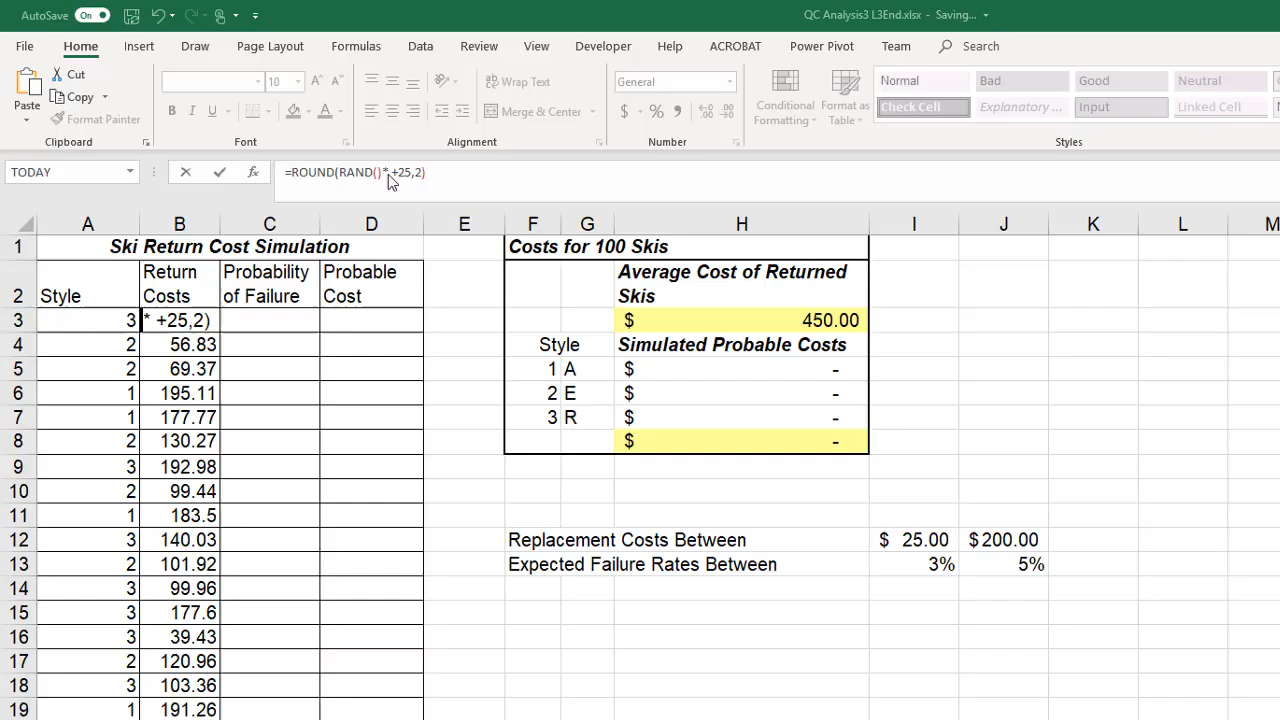 AutoSave On QC Analysis3 L3End.xlsx - Saving...
File Home Insert Draw Page Layout Formulas Data Review View Developer Help ACROBAT Power Pivot Team Search
Paste Cut Copy Format Painter
10 A A B I U A
Wrap Text Merge & Center
General $ % ,
Conditional Formatting Format as Table
Normal Bad Good Neutral
Check Cell Explanatory ... Input Linked Cell
Clipboard Font Alignment Number Styles
TODAY fx =ROUND(RAND()* +25,2)
A B C D E F G H I J K L M
1 Ski Return Cost Simulation Costs for 100 Skis
2 Style Return Costs Probability of Failure Probable Cost Average Cost of Returned Skis
3 3 * +25,2) $ 450.00
4 2 56.83 Style Simulated Probable Costs
5 2 69.37 1 A $ -
6 1 195.11 2 E $ -
7 1 177.77 3 R $ -
8 2 130.27 $ -
9 3 192.98
10 2 99.44
11 1 183.5
12 3 140.03 Replacement Costs Between $ 25.00 $200.00
13 2 101.92 Expected Failure Rates Between 3% 5%
14 3 99.96
15 3 177.6
16 3 39.43
17 2 120.96
18 3 103.36
19 1 191.26